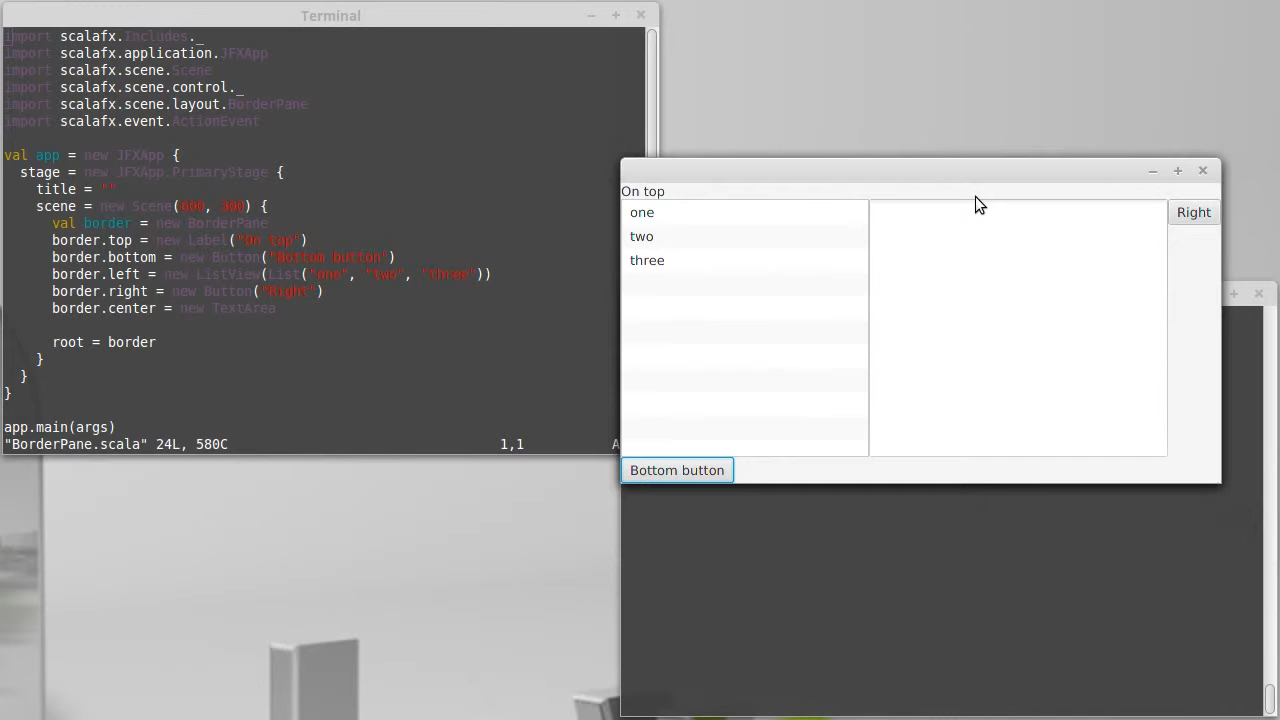 Terminal
import scalafx.Includes._
import scalafx.application.JFXApp
import scalafx.scene.Scene
import scalafx.scene.control._
import scalafx.scene.layout.BorderPane
import scalafx.event.ActionEvent
val app = new JFXApp {
stage = new JFXApp.PrimaryStage {
title = ""
scene = new Scene(600, 300) {
val border = new BorderPane
border.top = new Label("On top")
border.bottom = new Button("Bottom button")
border.left = new ListView(List("one", "two", "three"))
border.right = new Button("Right")
border.center = new TextArea
root = border
}
}
}
app.main(args)
"BorderPane.scala" 24L, 580C 1,1 A
On top
one
two
three
Right
Bottom button